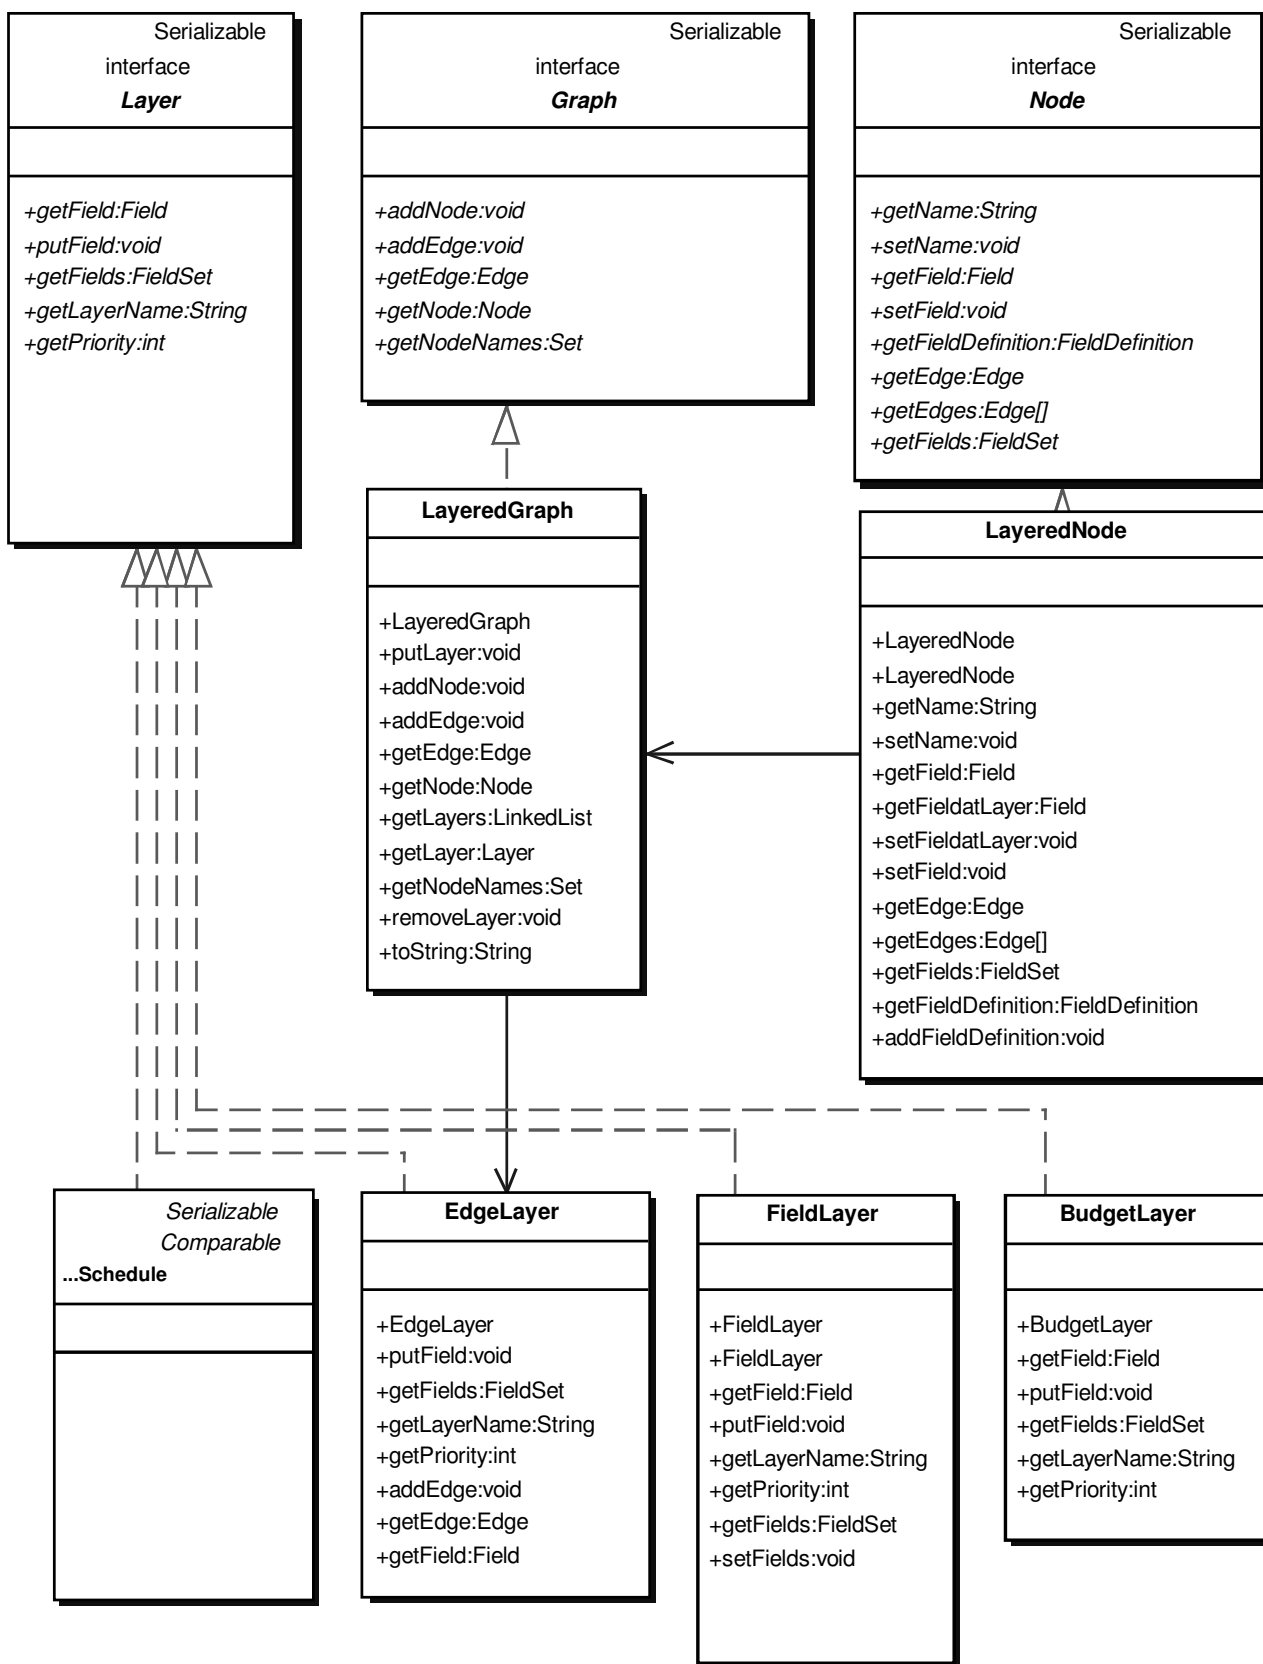 Serializable
interface
Layer
+getField:Field
+putField:void
+getFields:FieldSet
+getLayerName:String
+getPriority:int
Serializable
interface
Graph
+addNode:void
+addEdge:void
+getEdge:Edge
+getNode:Node
+getNodeNames:Set
Serializable
interface
Node
+getName:String
+setName:void
+getField:Field
+setField:void
+getFieldDefinition:FieldDefinition
+getEdge:Edge
+getEdges:Edge[]
+getFields:FieldSet
LayeredGraph
+LayeredGraph
+putLayer:void
+addNode:void
+addEdge:void
+getEdge:Edge
+getNode:Node
+getLayers:LinkedList
+getLayer:Layer
+getNodeNames:Set
+removeLayer:void
+toString:String
LayeredNode
+LayeredNode
+LayeredNode
+getName:String
+setName:void
+getField:Field
+getFieldatLayer:Field
+setFieldatLayer:void
+setField:void
+getEdge:Edge
+getEdges:Edge[]
+getFields:FieldSet
+getFieldDefinition:FieldDefinition
+addFieldDefinition:void
Serializable
Comparable
...Schedule
EdgeLayer
+EdgeLayer
+putField:void
+getFields:FieldSet
+getLayerName:String
+getPriority:int
+addEdge:void
+getEdge:Edge
+getField:Field
FieldLayer
+FieldLayer
+FieldLayer
+getField:Field
+putField:void
+getLayerName:String
+getPriority:int
+getFields:FieldSet
+setFields:void
BudgetLayer
+BudgetLayer
+getField:Field
+putField:void
+getFields:FieldSet
+getLayerName:String
+getPriority:int